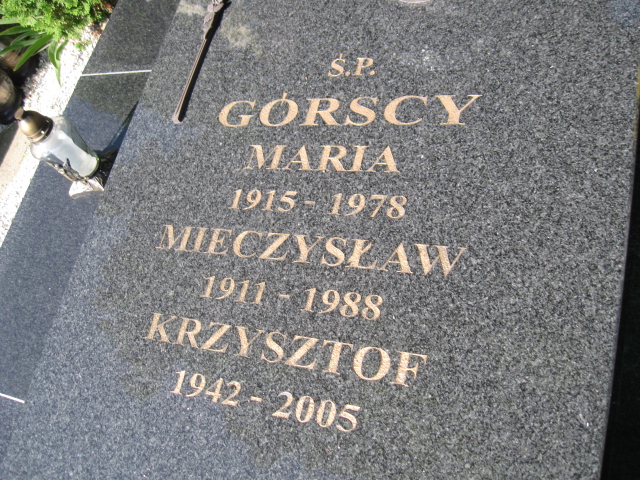 Ś.P.
GÓRSCY
MARIA
1915 - 1978
MIECZYSŁAW
1911 - 1988
KRZYSZTOF
1942 - 2005